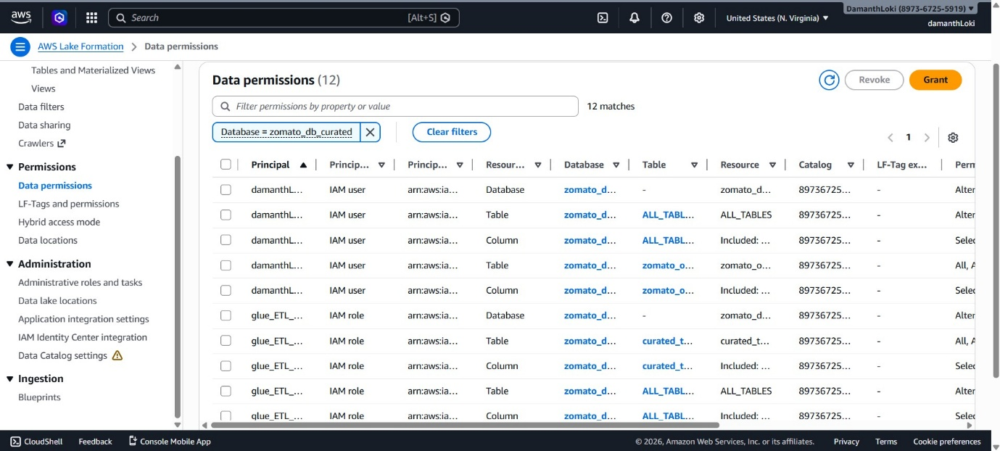 aws Search [Alt+S] United States (N. Virginia) ▼ DamanthLoki (8973-6725-5919) ▼
damanthLoki
AWS Lake Formation > Data permissions
Tables and Materialized Views
Views
Data filters
Data sharing
Crawlers
▼ Permissions
Data permissions
LF-Tags and permissions
Hybrid access mode
Data locations
▼ Administration
Administrative roles and tasks
Data lake locations
Application integration settings
IAM Identity Center integration
Data Catalog settings
▼ Ingestion
Blueprints
Data permissions (12) Revoke Grant
Filter permissions by property or value 12 matches
Database = zomato_db_curated Clear filters
1
Principal Princip... Princip... Resour... Database Table Resource Catalog LF-Tag ex... Perm
damanthL... IAM user arn:aws:ia... Database zomato_d... - zomato_d... 89736725... - Alter
damanthL... IAM user arn:aws:ia... Table zomato_d... ALL_TABL... ALL_TABLES 89736725... - Alter
damanthL... IAM user arn:aws:ia... Column zomato_d... ALL_TABL... Included: ... 89736725... - Selec
damanthL... IAM user arn:aws:ia... Table zomato_d... zomato_o... zomato_o... 89736725... - All, A
damanthL... IAM user arn:aws:ia... Column zomato_d... zomato_o... Included: ... 89736725... - Selec
glue_ETL_... IAM role arn:aws:ia... Database zomato_d... - zomato_d... 89736725... - Alter
glue_ETL_... IAM role arn:aws:ia... Table zomato_d... curated_t... curated_t... 89736725... - All, A
glue_ETL_... IAM role arn:aws:ia... Column zomato_d... curated_t... Included: ... 89736725... - Selec
glue_ETL_... IAM role arn:aws:ia... Table zomato_d... ALL_TABL... ALL_TABLES 89736725... - Alter
glue_ETL_... IAM role arn:aws:ia... Column zomato_d... ALL_TABL... Included: ... 89736725... - Selec
CloudShell Feedback Console Mobile App © 2026, Amazon Web Services, Inc. or its affiliates. Privacy Terms Cookie preferences